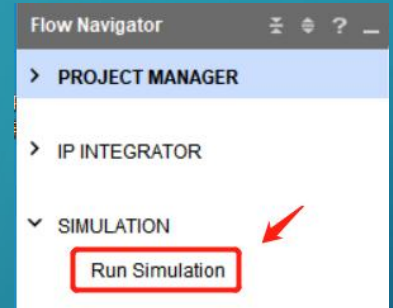 Flow Navigator ?
PROJECT MANAGER
IP INTEGRATOR
SIMULATION
Run Simulation